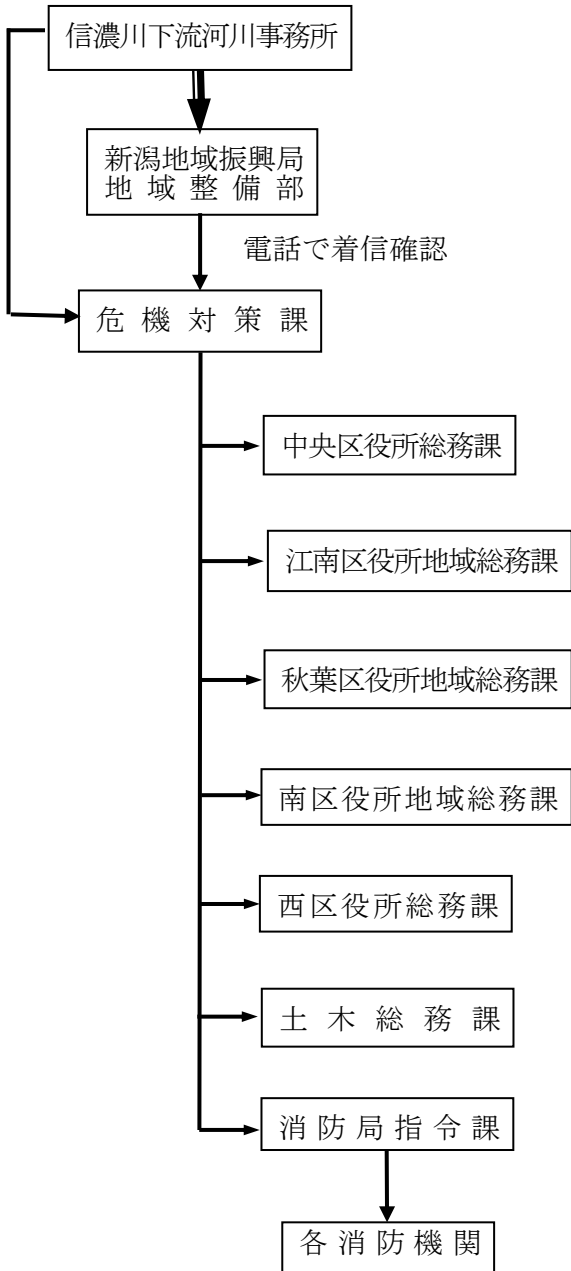 信濃川下流河川事務所
新潟地域振興局
地域整備部
電話で着信確認
危機対策課
中央区役所総務課
江南区役所地域総務課
秋葉区役所地域総務課
南区役所地域総務課
西区役所総務課
土木総務課
消防局指令課
各消防機関